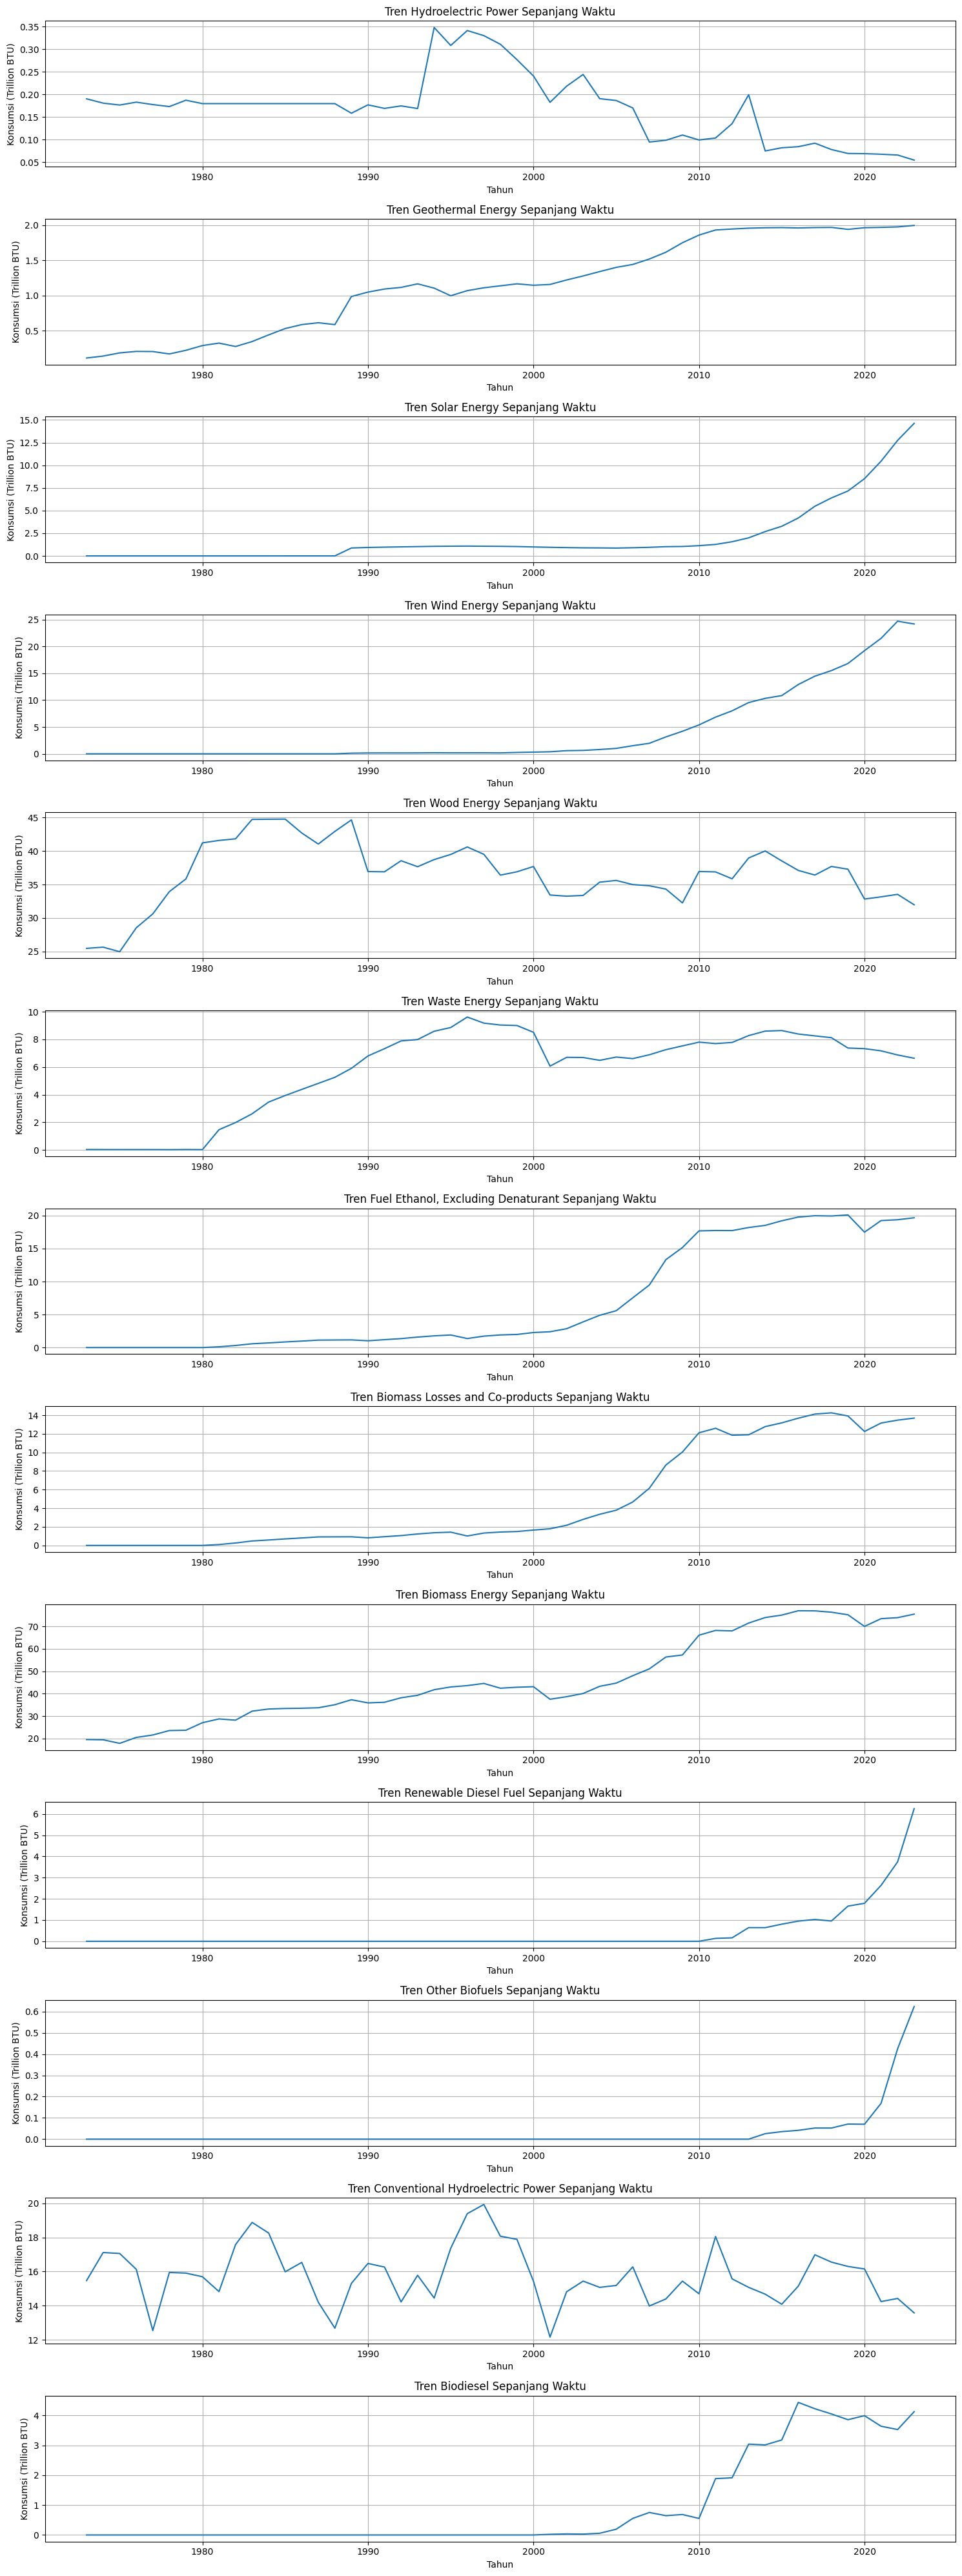 Tren Hydroelectric Power Sepanjang Waktu
Konsumsi (Trillion BTU)
0.35
0.30
0.25
0.20
0.15
0.10
0.05
1980 1990 2000 2010 2020
Tahun
Tren Geothermal Energy Sepanjang Waktu
Konsumsi (Trillion BTU)
2.0
1.5
1.0
0.5
1980 1990 2000 2010 2020
Tahun
Tren Solar Energy Sepanjang Waktu
Konsumsi (Trillion BTU)
15.0
12.5
10.0
7.5
5.0
2.5
0.0
1980 1990 2000 2010 2020
Tahun
Tren Wind Energy Sepanjang Waktu
Konsumsi (Trillion BTU)
25
20
15
10
5
0
1980 1990 2000 2010 2020
Tahun
Tren Wood Energy Sepanjang Waktu
Konsumsi (Trillion BTU)
45
40
35
30
25
1980 1990 2000 2010 2020
Tahun
Tren Waste Energy Sepanjang Waktu
Konsumsi (Trillion BTU)
10
8
6
4
2
0
1980 1990 2000 2010 2020
Tahun
Tren Fuel Ethanol, Excluding Denaturant Sepanjang Waktu
Konsumsi (Trillion BTU)
20
15
10
5
0
1980 1990 2000 2010 2020
Tahun
Tren Biomass Losses and Co-products Sepanjang Waktu
Konsumsi (Trillion BTU)
14
12
10
8
6
4
2
0
1980 1990 2000 2010 2020
Tahun
Tren Biomass Energy Sepanjang Waktu
Konsumsi (Trillion BTU)
70
60
50
40
30
20
1980 1990 2000 2010 2020
Tahun
Tren Renewable Diesel Fuel Sepanjang Waktu
Konsumsi (Trillion BTU)
6
5
4
3
2
1
0
1980 1990 2000 2010 2020
Tahun
Tren Other Biofuels Sepanjang Waktu
Konsumsi (Trillion BTU)
0.6
0.5
0.4
0.3
0.2
0.1
0.0
1980 1990 2000 2010 2020
Tahun
Tren Conventional Hydroelectric Power Sepanjang Waktu
Konsumsi (Trillion BTU)
20
18
16
14
12
1980 1990 2000 2010 2020
Tahun
Tren Biodiesel Sepanjang Waktu
Konsumsi (Trillion BTU)
4
3
2
1
0
1980 1990 2000 2010 2020
Tahun